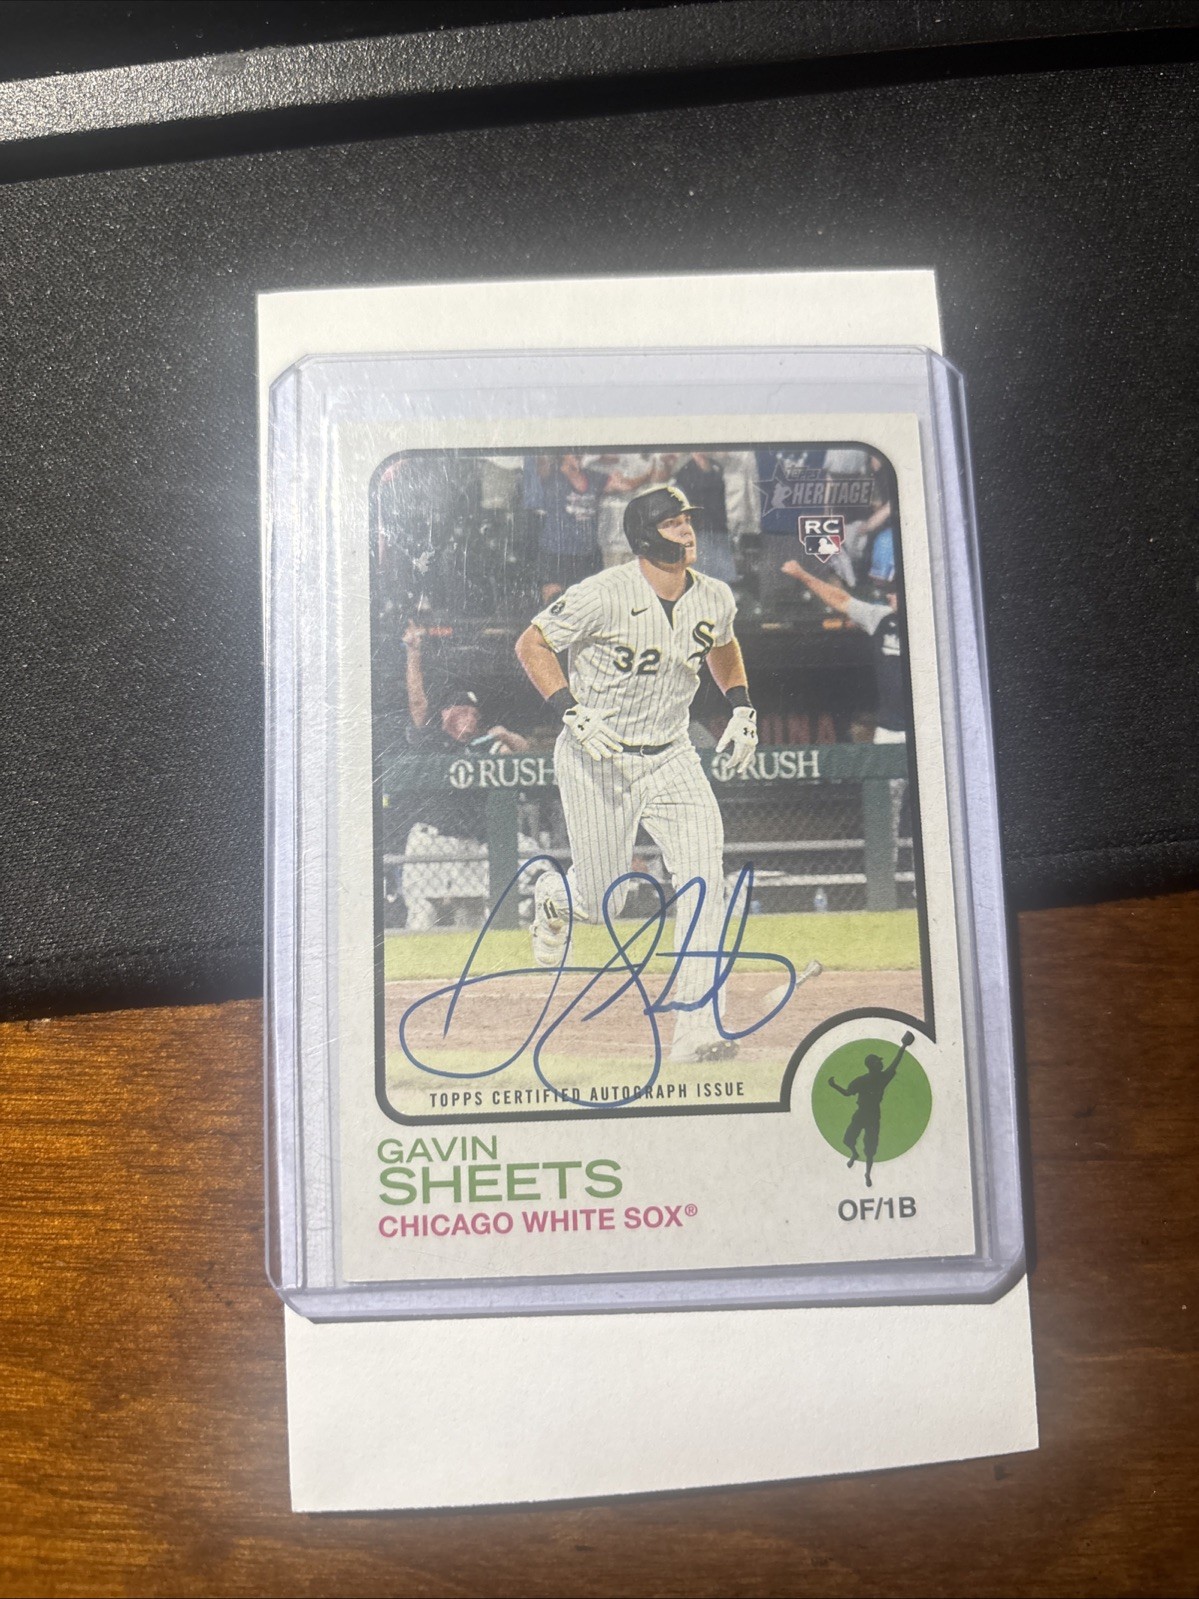 TOPPS
HERITAGE
RC
S
32
RUSH RUSH
TOPPS CERTIFIED AUTOGRAPH ISSUE
GAVIN
SHEETS
CHICAGO WHITE SOX®
OF/1B